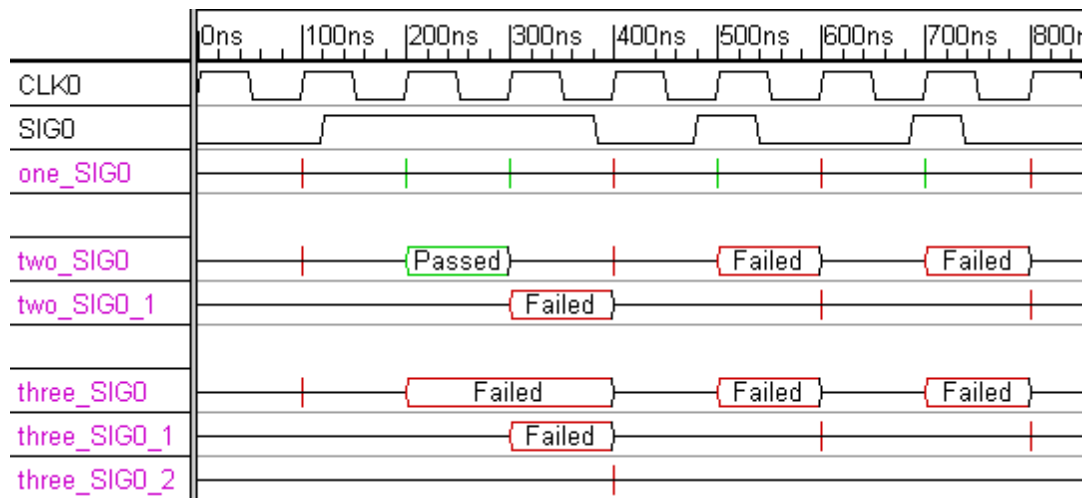 0ns 100ns 200ns 300ns 400ns 500ns 600ns 700ns 800n
CLK0
SIG0
one_SIG0
two_SIG0 Passed Failed Failed
two_SIG0_1 Failed
three_SIG0 Failed Failed Failed
three_SIG0_1 Failed
three_SIG0_2